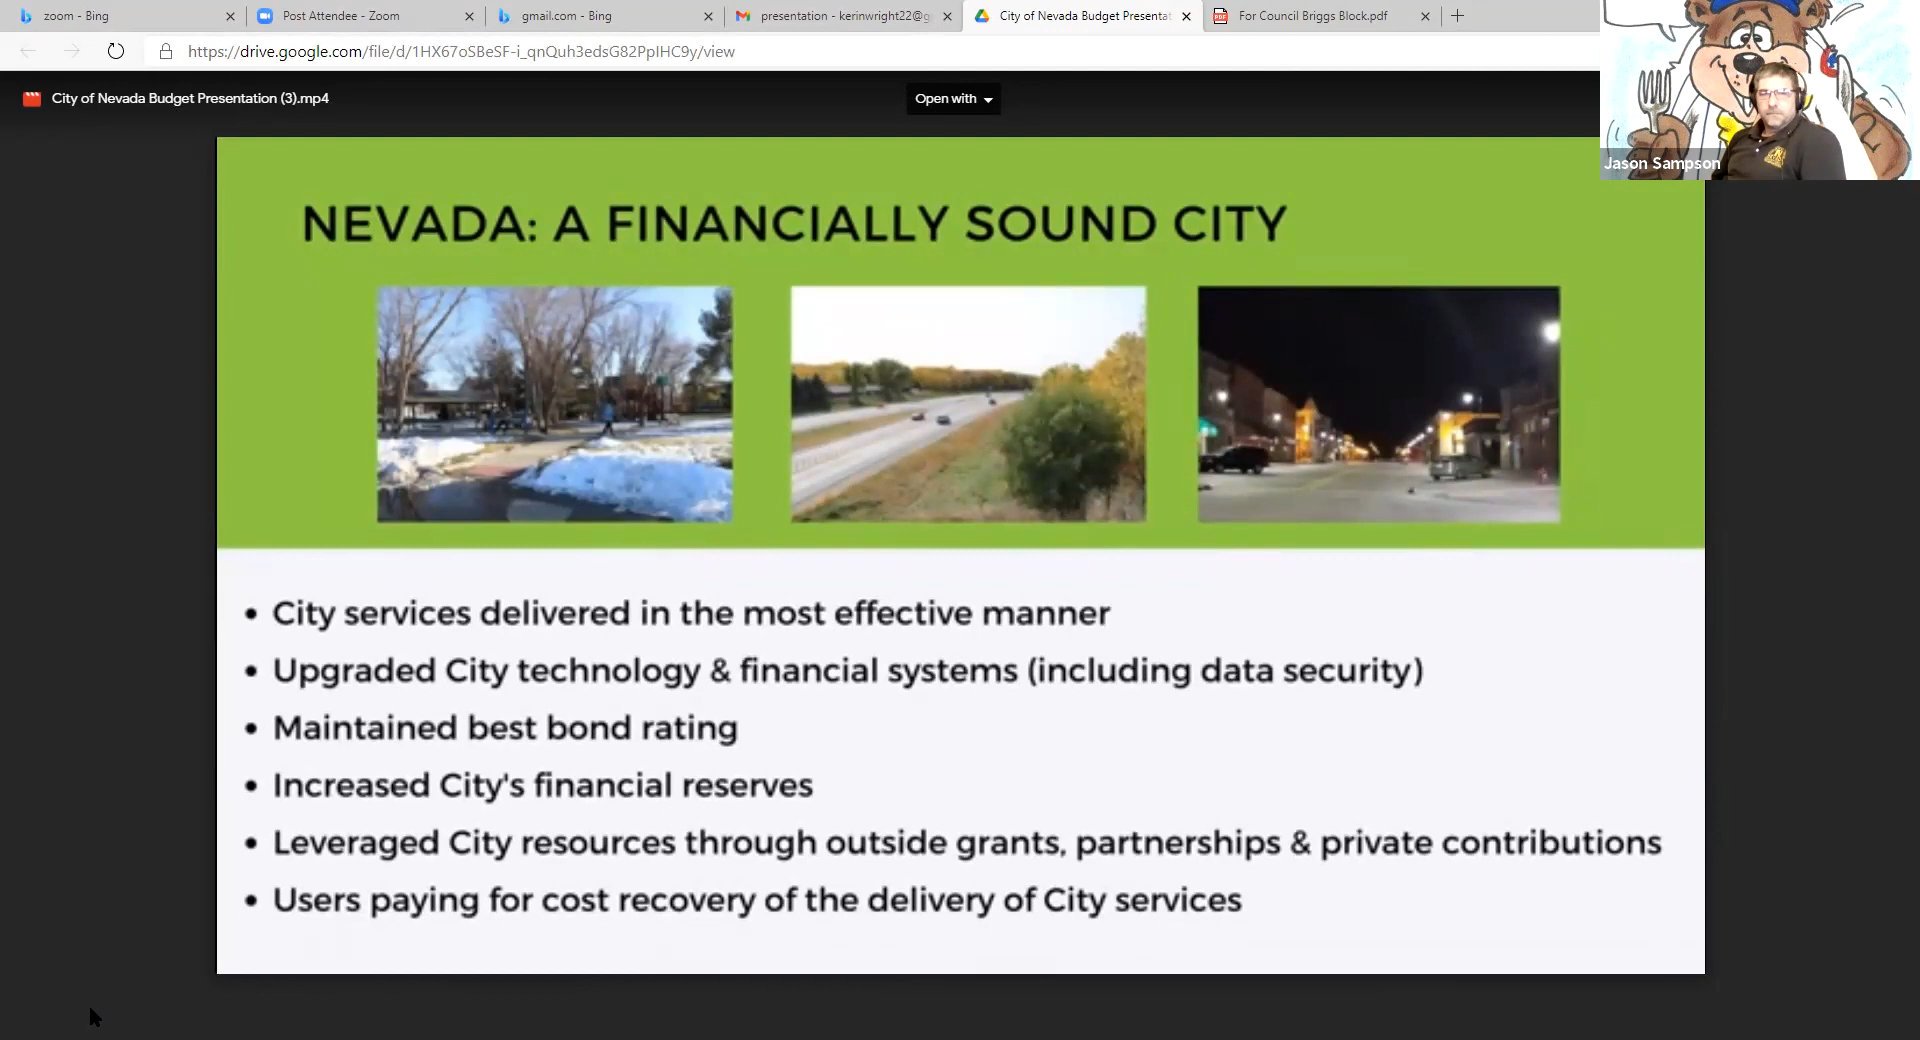 zoom - Bing
Post Attendee - Zoom
gmail.com - Bing
presentation - kerinwright22@g
City of Nevada Budget Presentat
For Council Briggs Block.pdf
https://drive.google.com/file/d/1HX67oSBeSF-i_qnQuh3edsG82PpIHC9y/view
City of Nevada Budget Presentation (3).mp4
Open with
Jason Sampson
NEVADA: A FINANCIALLY SOUND CITY
• City services delivered in the most effective manner
• Upgraded City technology & financial systems (including data security)
• Maintained best bond rating
• Increased City's financial reserves
• Leveraged City resources through outside grants, partnerships & private contributions
• Users paying for cost recovery of the delivery of City services